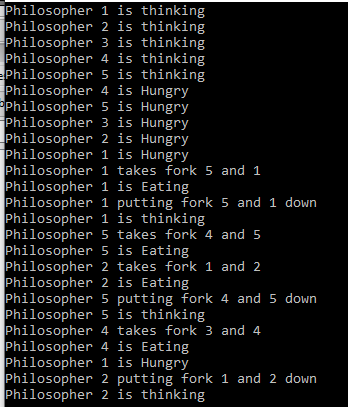 Philosopher 1 is thinking
Philosopher 2 is thinking
Philosopher 3 is thinking
Philosopher 4 is thinking
Philosopher 5 is thinking
Philosopher 4 is Hungry
Philosopher 5 is Hungry
Philosopher 3 is Hungry
Philosopher 2 is Hungry
Philosopher 1 is Hungry
Philosopher 1 takes fork 5 and 1
Philosopher 1 is Eating
Philosopher 1 putting fork 5 and 1 down
Philosopher 1 is thinking
Philosopher 5 takes fork 4 and 5
Philosopher 5 is Eating
Philosopher 2 takes fork 1 and 2
Philosopher 2 is Eating
Philosopher 5 putting fork 4 and 5 down
Philosopher 5 is thinking
Philosopher 4 takes fork 3 and 4
Philosopher 4 is Eating
Philosopher 1 is Hungry
Philosopher 2 putting fork 1 and 2 down
Philosopher 2 is thinking